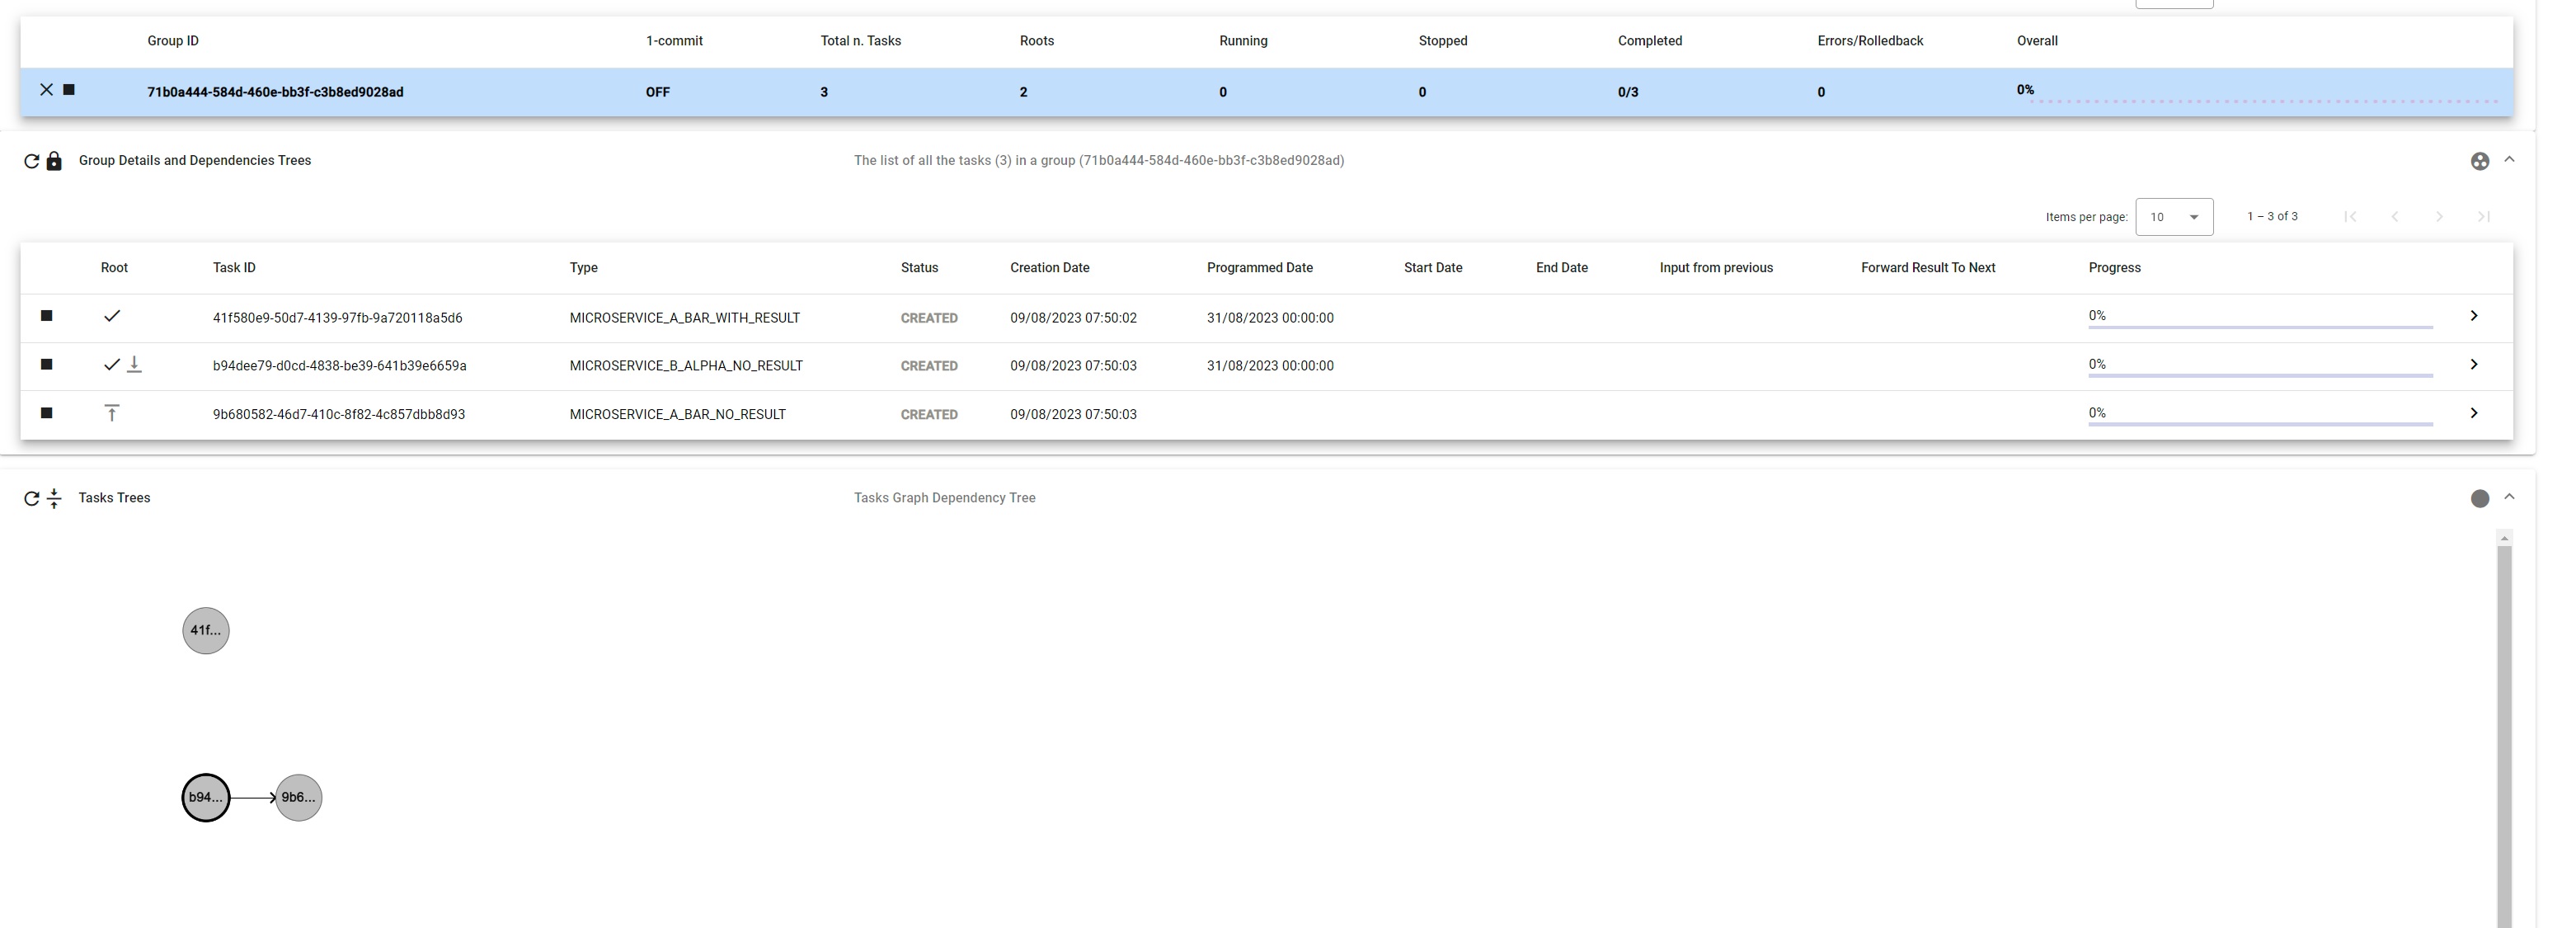 Group ID 1-commit Total n. Tasks Roots Running Stopped Completed Errors/Rolledback Overall
71b0a444-584d-460e-bb3f-c3b8ed9028ad OFF 3 2 0 0 0/3 0 0%
Group Details and Dependencies Trees The list of all the tasks (3) in a group (71b0a444-584d-460e-bb3f-c3b8ed9028ad)
Items per page: 10 1 – 3 of 3
Root Task ID Type Status Creation Date Programmed Date Start Date End Date Input from previous Forward Result To Next Progress
41f580e9-50d7-4139-97fb-9a720118a5d6 MICROSERVICE_A_BAR_WITH_RESULT CREATED 09/08/2023 07:50:02 31/08/2023 00:00:00 0%
b94dee79-d0cd-4838-be39-641b39e6659a MICROSERVICE_B_ALPHA_NO_RESULT CREATED 09/08/2023 07:50:03 31/08/2023 00:00:00 0%
9b680582-46d7-410c-8f82-4c857dbb8d93 MICROSERVICE_A_BAR_NO_RESULT CREATED 09/08/2023 07:50:03 0%
Tasks Trees Tasks Graph Dependency Tree
41f...
b94... 9b6...